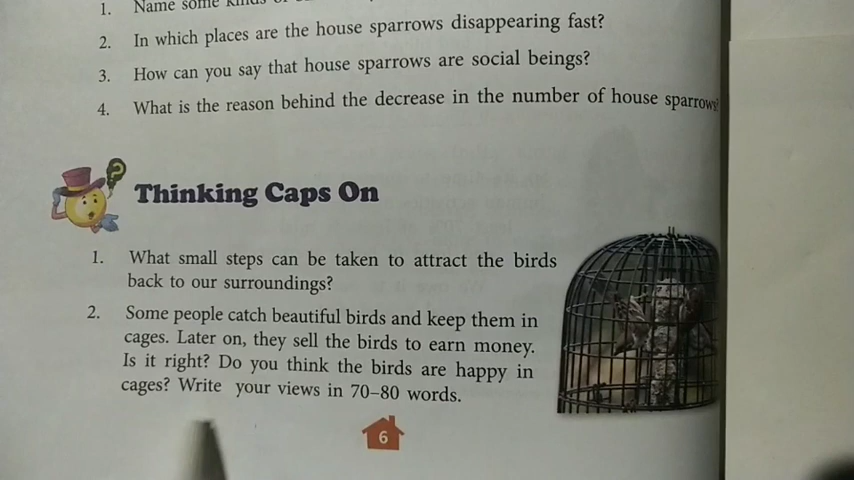 1. Name some kinds of
2. In which places are the house sparrows disappearing fast?
3. How can you say that house sparrows are social beings?
4. What is the reason behind the decrease in the number of house sparrows?
?
Thinking Caps On
1. What small steps can be taken to attract the birds
back to our surroundings?
2. Some people catch beautiful birds and keep them in
cages. Later on, they sell the birds to earn money.
Is it right? Do you think the birds are happy in
cages? Write your views in 70–80 words.
6